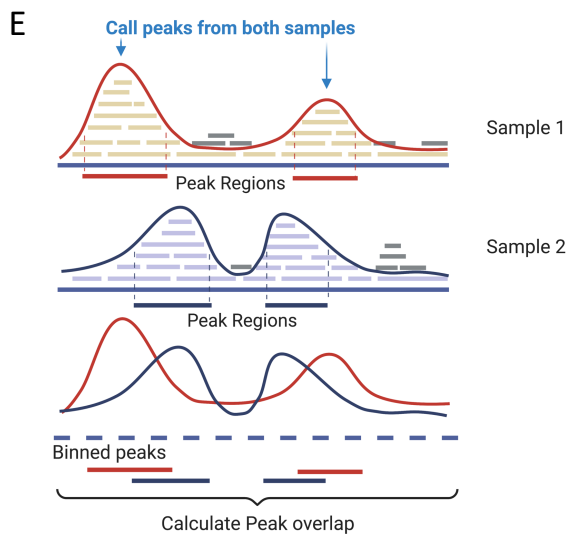 E
Call peaks from both samples
Sample 1
Peak Regions
Sample 2
Peak Regions
Binned peaks
Calculate Peak overlap